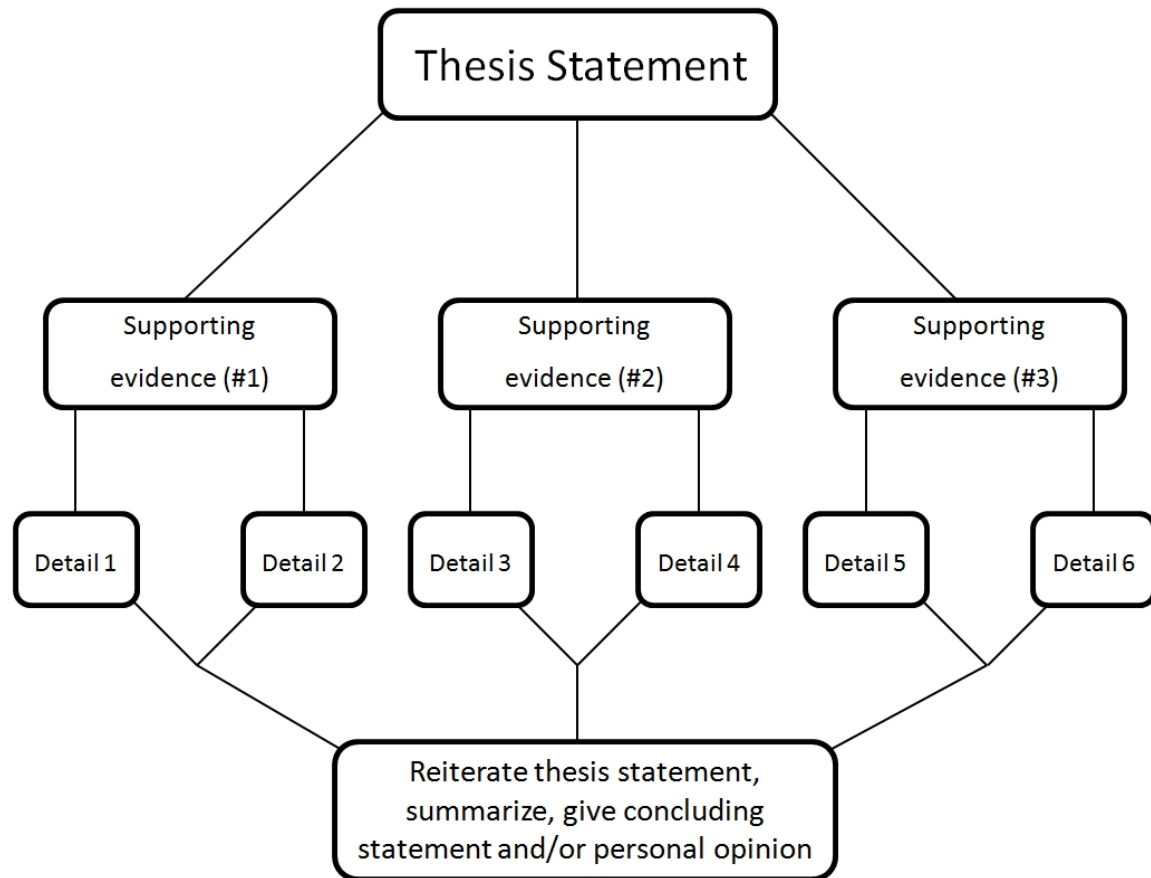 Thesis Statement
Supporting
evidence (#1)
Supporting
evidence (#2)
Supporting
evidence (#3)
Detail 1
Detail 2
Detail 3
Detail 4
Detail 5
Detail 6
Reiterate thesis statement,
summarize, give concluding
statement and/or personal opinion